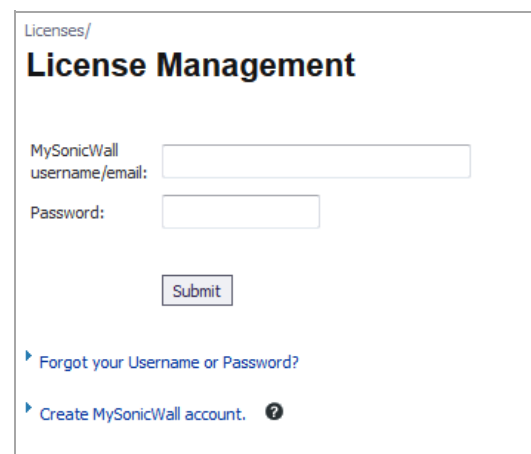 Licenses/
License Management
MySonicWall
username/email:
Password:
Submit
Forgot your Username or Password?
Create MySonicWall account. ?